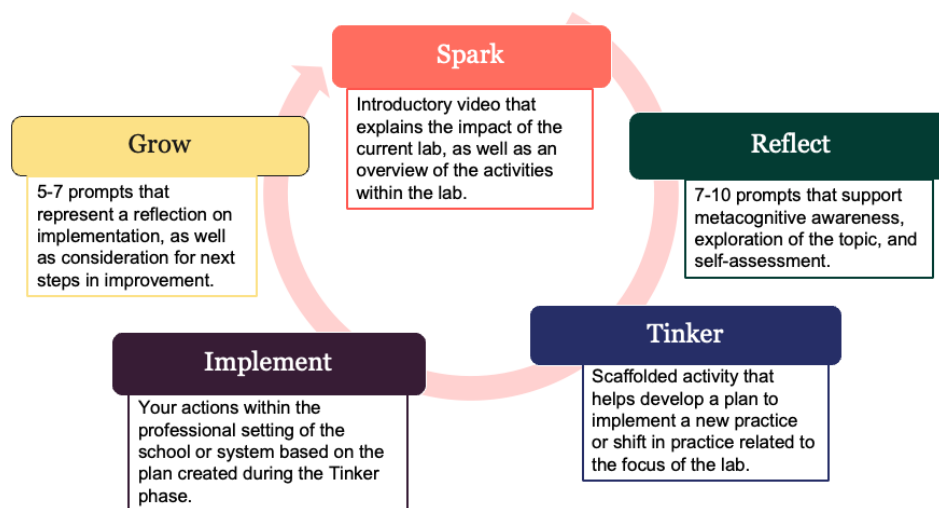 Spark
Introductory video that
explains the impact of the
current lab, as well as an
overview of the activities
within the lab.
Reflect
7-10 prompts that support
metacognitive awareness,
exploration of the topic, and
self-assessment.
Tinker
Scaffolded activity that
helps develop a plan to
implement a new practice
or shift in practice related to
the focus of the lab.
Implement
Your actions within the
professional setting of the
school or system based on the
plan created during the Tinker
phase.
Grow
5-7 prompts that
represent a reflection on
implementation, as well
as consideration for next
steps in improvement.